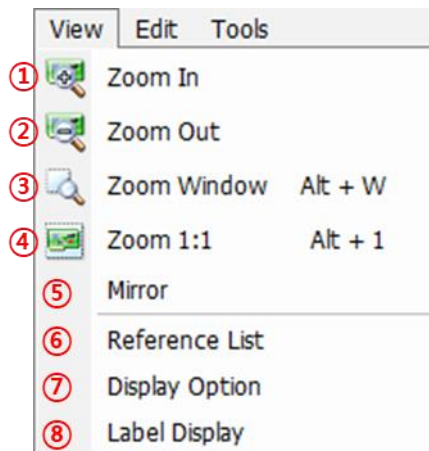 View Edit Tools
① Zoom In
② Zoom Out
③ Zoom Window Alt + W
④ Zoom 1:1 Alt + 1
⑤ Mirror
⑥ Reference List
⑦ Display Option
⑧ Label Display